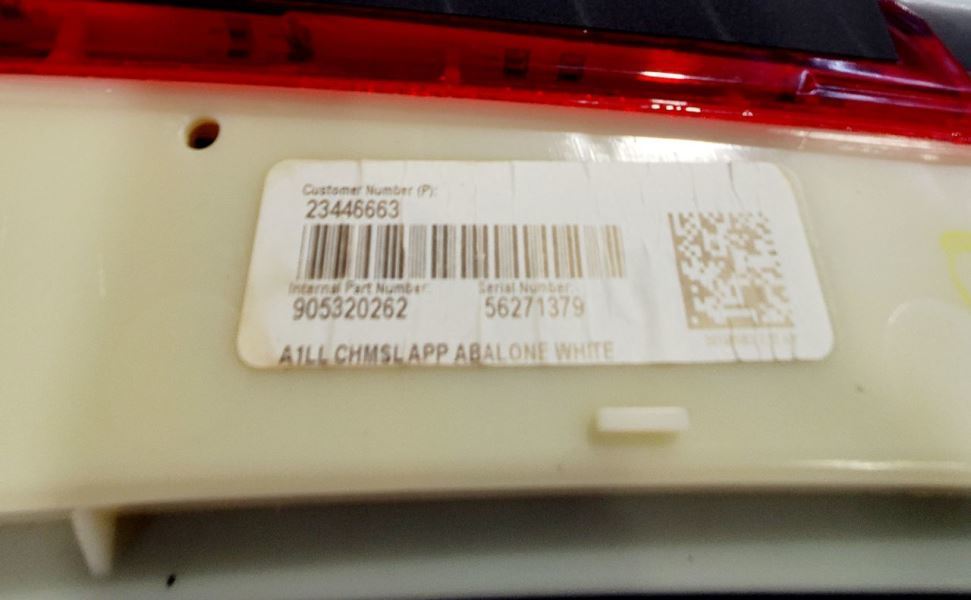 Customer Number (P):
23446663
Internal Part Number: Serial Number:
905320262 56271379
A1LL CHMSL APP ABALONE WHITE